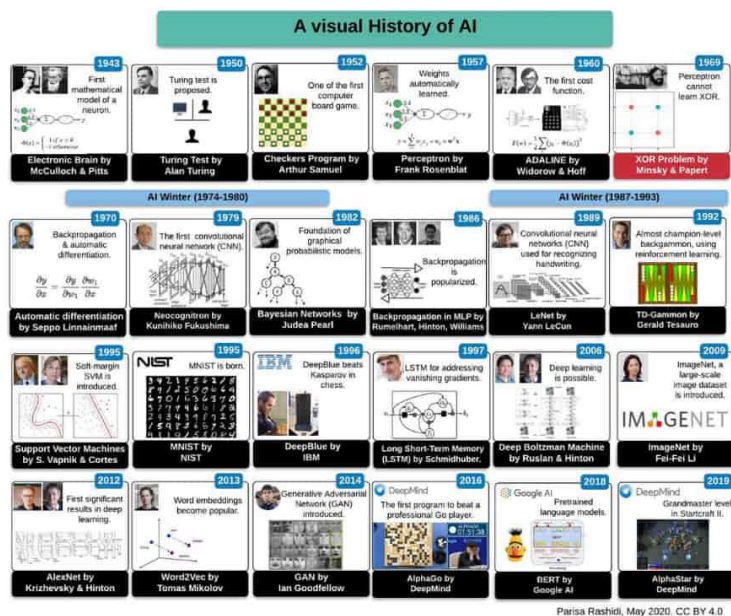 A visual History of AI
1943
First
mathematical
model of a
neuron.
Electronic Brain by
McCulloch & Pitts
1950
Turing test is
proposed.
Turing Test by
Alan Turing
1952
One of the first
computer
board game.
Checkers Program by
Arthur Samuel
1957
Weights
automatically
learned.
Perceptron by
Frank Rosenblat
1960
The first cost
function.
ADALINE by
Widorow & Hoff
1969
Perceptron
cannot
learn XOR.
XOR Problem by
Minsky & Papert
AI Winter (1974-1980)
AI Winter (1987-1993)
1970
Backpropagation
& automatic
differentiation.
Automatic differentiation
by Seppo Linnainmaaf
1979
The first convolutional
neural network (CNN).
Neocognitron by
Kunihiko Fukushima
1982
Foundation of
graphical
probabilistic models.
Bayesian Networks by
Judea Pearl
1986
Backpropagation
is
popularized.
Backpropagation in MLP by
Rumelhart, Hinton, Williams
1989
Convolutional neural
networks (CNN)
used for recognizing
handwriting.
LeNet by
Yann LeCun
1992
Almost champion-level
backgammon, using
reinforcement learning.
TD-Gammon by
Gerald Tesauro
1995
Soft-margin
SVM is
introduced.
Support Vector Machines
by S. Vapnik & Cortes
1995
NIST
MNIST is born.
MNIST by
NIST
1996
IBM
DeepBlue beats
Kasparov in
chess.
DeepBlue by
IBM
1997
LSTM for addressing
vanishing gradients.
Long Short-Term Memory
(LSTM) by Schmidhuber.
2006
Deep learning
is possible.
Deep Boltzman Machine
by Ruslan & Hinton
2009
ImageNet, a
large-scale
image dataset
is introduced.
IMAGENET
ImageNet by
Fei-Fei Li
2012
First significant
results in deep
learning.
AlexNet by
Krizhevsky & Hinton
2013
Word embeddings
become popular.
Word2Vec by
Tomas Mikolov
2014
Generative Adversarial
Network (GAN)
introduced.
GAN by
Ian Goodfellow
2016
DeepMind
The first program to beat a
professional Go player.
AlphaGo by
DeepMind
2018
Google AI
Pretrained
language models.
BERT by
Google AI
2019
DeepMind
Grandmaster level
in Startcraft II.
AlphaStar by
DeepMind
Parisa Rashidi, May 2020. CC BY 4.0